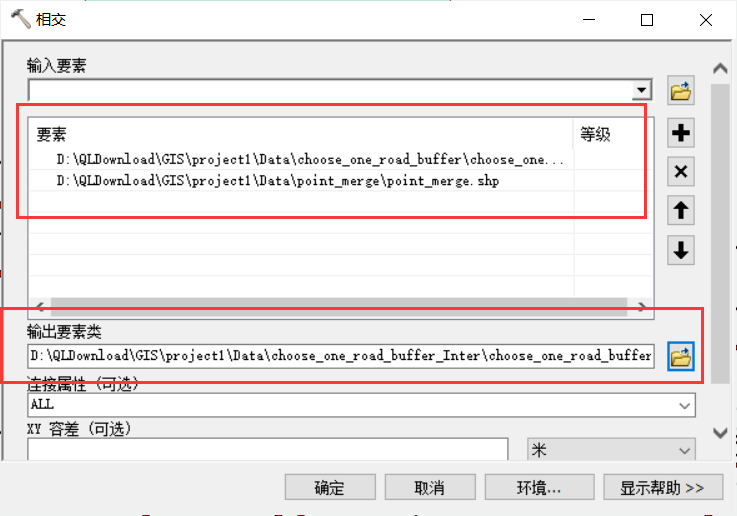 相交
输入要素
要素 等级
D:\QLDownload\GIS\project1\Data\choose_one_road_buffer\choose_one...
D:\QLDownload\GIS\project1\Data\point_merge\point_merge.shp
输出要素类
D:\QLDownload\GIS\project1\Data\choose_one_road_buffer_Inter\choose_one_road_buffer
连接属性 (可选)
ALL
XY 容差 (可选)
米
确定 取消 环境... 显示帮助 >>